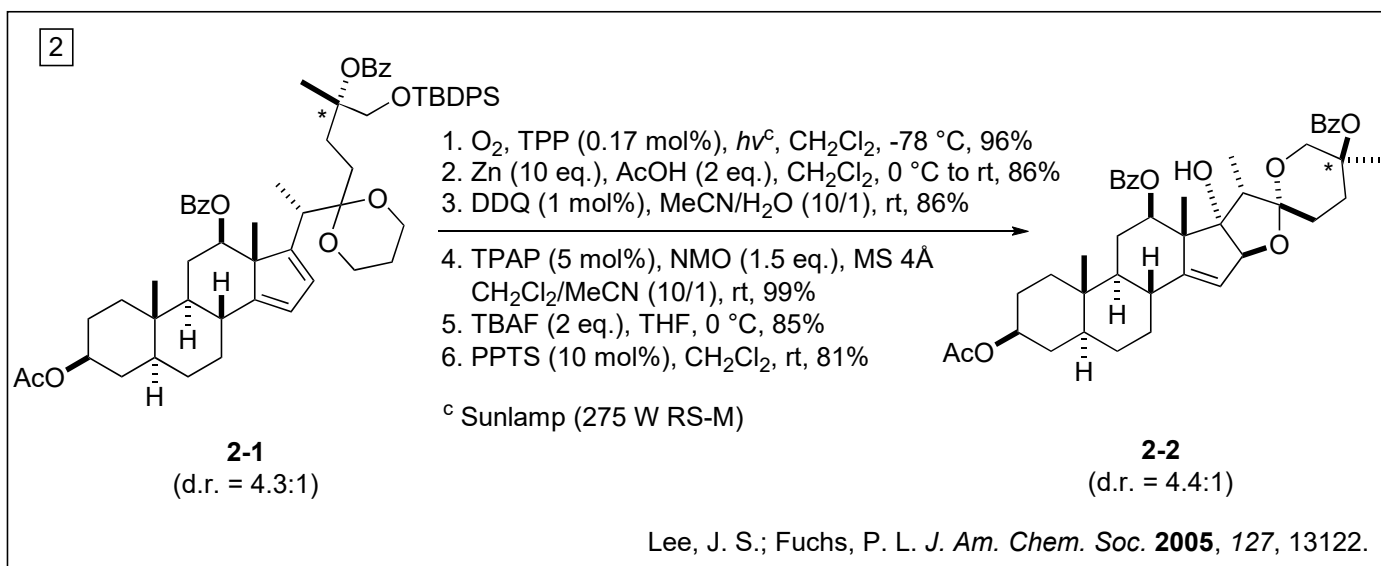 2
OBz
OTBDPS
*
BzO
O
O
H
H
H
AcO
2-1
(d.r. = 4.3:1)
1. O₂, TPP (0.17 mol%), hνᶜ, CH₂Cl₂, -78 °C, 96%
2. Zn (10 eq.), AcOH (2 eq.), CH₂Cl₂, 0 °C to rt, 86%
3. DDQ (1 mol%), MeCN/H₂O (10/1), rt, 86%
4. TPAP (5 mol%), NMO (1.5 eq.), MS 4Å
CH₂Cl₂/MeCN (10/1), rt, 99%
5. TBAF (2 eq.), THF, 0 °C, 85%
6. PPTS (10 mol%), CH₂Cl₂, rt, 81%
ᶜ Sunlamp (275 W RS-M)
BzO
*
O
HO
BzO
O
H
H
H
AcO
2-2
(d.r. = 4.4:1)
Lee, J. S.; Fuchs, P. L. J. Am. Chem. Soc. 2005, 127, 13122.